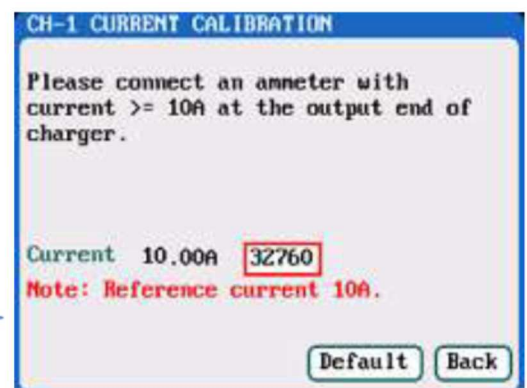 CH-1 CURRENT CALIBRATION
Please connect an ammeter with
current >= 10A at the output end of
charger.
Current 10.00A 32760
Note: Reference current 10A.
Default Back